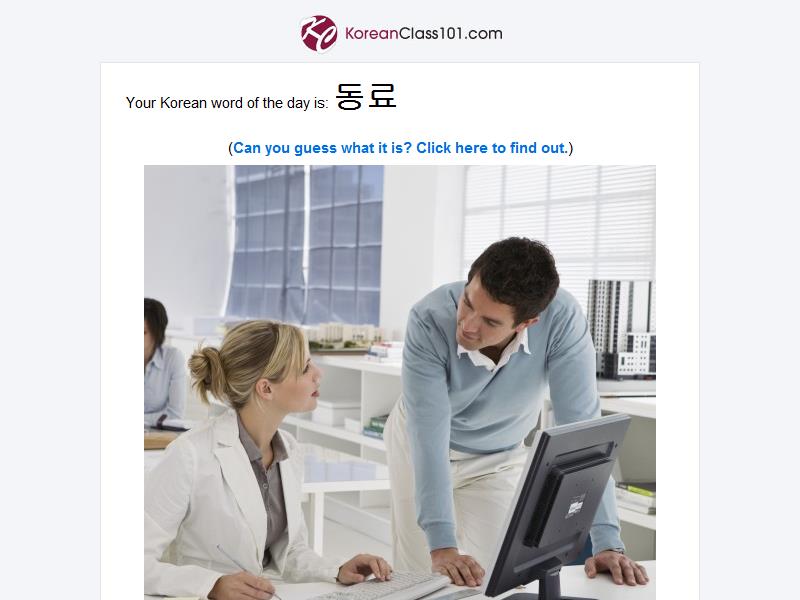 KoreanClass101.com
Your Korean word of the day is: 동료
(Can you guess what it is? Click here to find out.)